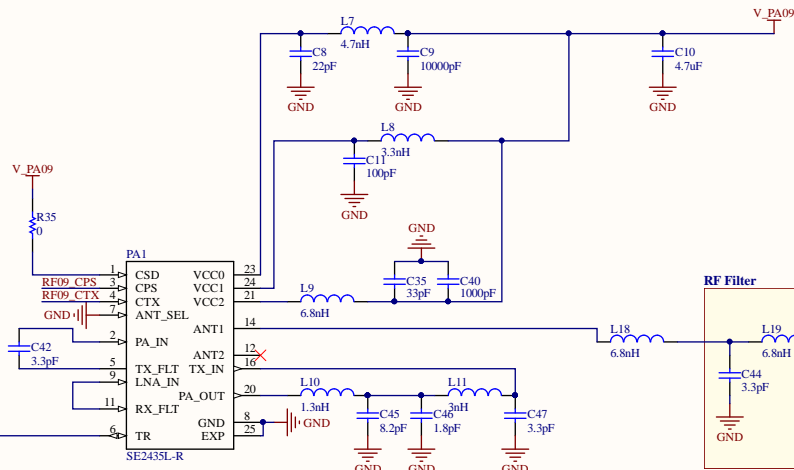 V_PA09
L7
4.7nH
C8
22pF
C9
10000pF
C10
4.7uF
GND
GND
GND
L8
3.3nH
C11
100pF
GND
V_PA09
R35
0
GND
PA1
C35
33pF
C40
1000pF
RF Filter
1 CSD VCC0 23
RF09_CPS 3 CPS VCC1 24
RF09_CTX 4 CTX VCC2 21
L9
6.8nH
GND 7 ANT_SEL
ANT1 14
L18
6.8nH
L19
6.8nH
C42
3.3pF
2 PA_IN
ANT2 12
5 TX_FLT TX_IN 16
9 LNA_IN
PA_OUT 20
L10
1.3nH
L11
3nH
C44
3.3pF
11 RX_FLT
C45
8.2pF
C46
1.8pF
C47
3.3pF
GND 8
GND
6 TR EXP 25
GND
SE2435L-R
GND
GND
GND